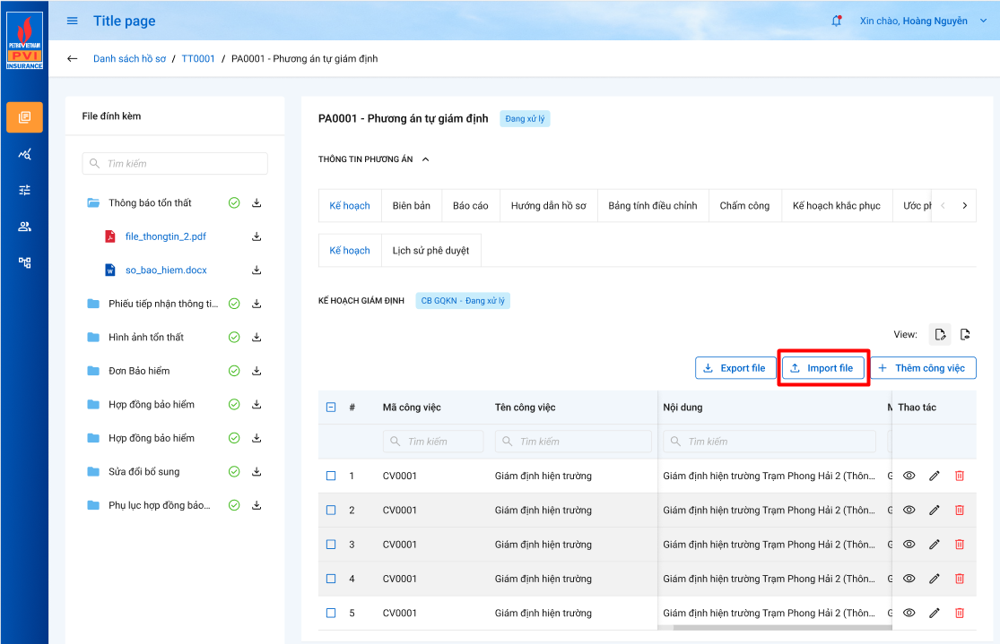 PETROVIETNAM
PVI
INSURANCE
Title page
Xin chào, Hoàng Nguyễn
Danh sách hồ sơ / TT0001 / PA0001 - Phương án tự giám định
File đính kèm
Tìm kiếm
Thông báo tổn thất
file_thongtin_2.pdf
so_bao_hiem.docx
Phiếu tiếp nhận thông ti...
Hình ảnh tổn thất
Đơn Bảo hiểm
Hợp đồng bảo hiểm
Hợp đồng bảo hiểm
Sửa đổi bổ sung
Phụ lục hợp đồng bảo...
PA0001 - Phương án tự giám định Đang xử lý
THÔNG TIN PHƯƠNG ÁN
Kế hoạch Biên bản Báo cáo Hướng dẫn hồ sơ Bảng tính điều chỉnh Chấm công Kế hoạch khắc phục Ước ph
Kế hoạch Lịch sử phê duyệt
KẾ HOẠCH GIÁM ĐỊNH CB GQKN - Đang xử lý
View:
Export file Import file Thêm công việc
# Mã công việc Tên công việc Nội dung M Thao tác
Tìm kiếm Tìm kiếm Tìm kiếm
1 CV0001 Giám định hiện trường Giám định hiện trường Trạm Phong Hải 2 (Thôn... G
2 CV0001 Giám định hiện trường Giám định hiện trường Trạm Phong Hải 2 (Thôn... G
3 CV0001 Giám định hiện trường Giám định hiện trường Trạm Phong Hải 2 (Thôn... G
4 CV0001 Giám định hiện trường Giám định hiện trường Trạm Phong Hải 2 (Thôn... G
5 CV0001 Giám định hiện trường Giám định hiện trường Trạm Phong Hải 2 (Thôn... G